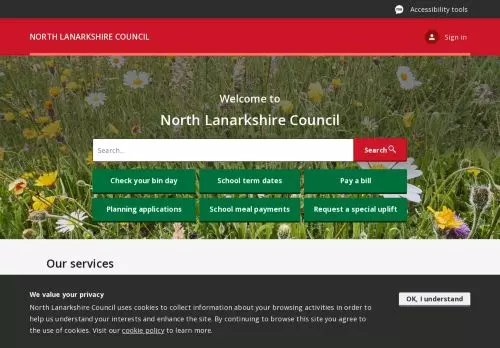 Accessibility tools
NORTH LANARKSHIRE COUNCIL
Sign in
Welcome to
North Lanarkshire Council
Search...
Search
Check your bin day
School term dates
Pay a bill
Planning applications
School meal payments
Request a special uplift
Our services
We value your privacy
North Lanarkshire Council uses cookies to collect information about your browsing activities in order to
help us understand your interests and enhance the site. By continuing to browse this site you agree to
the use of cookies. Visit our cookie policy to learn more.
OK, I understand